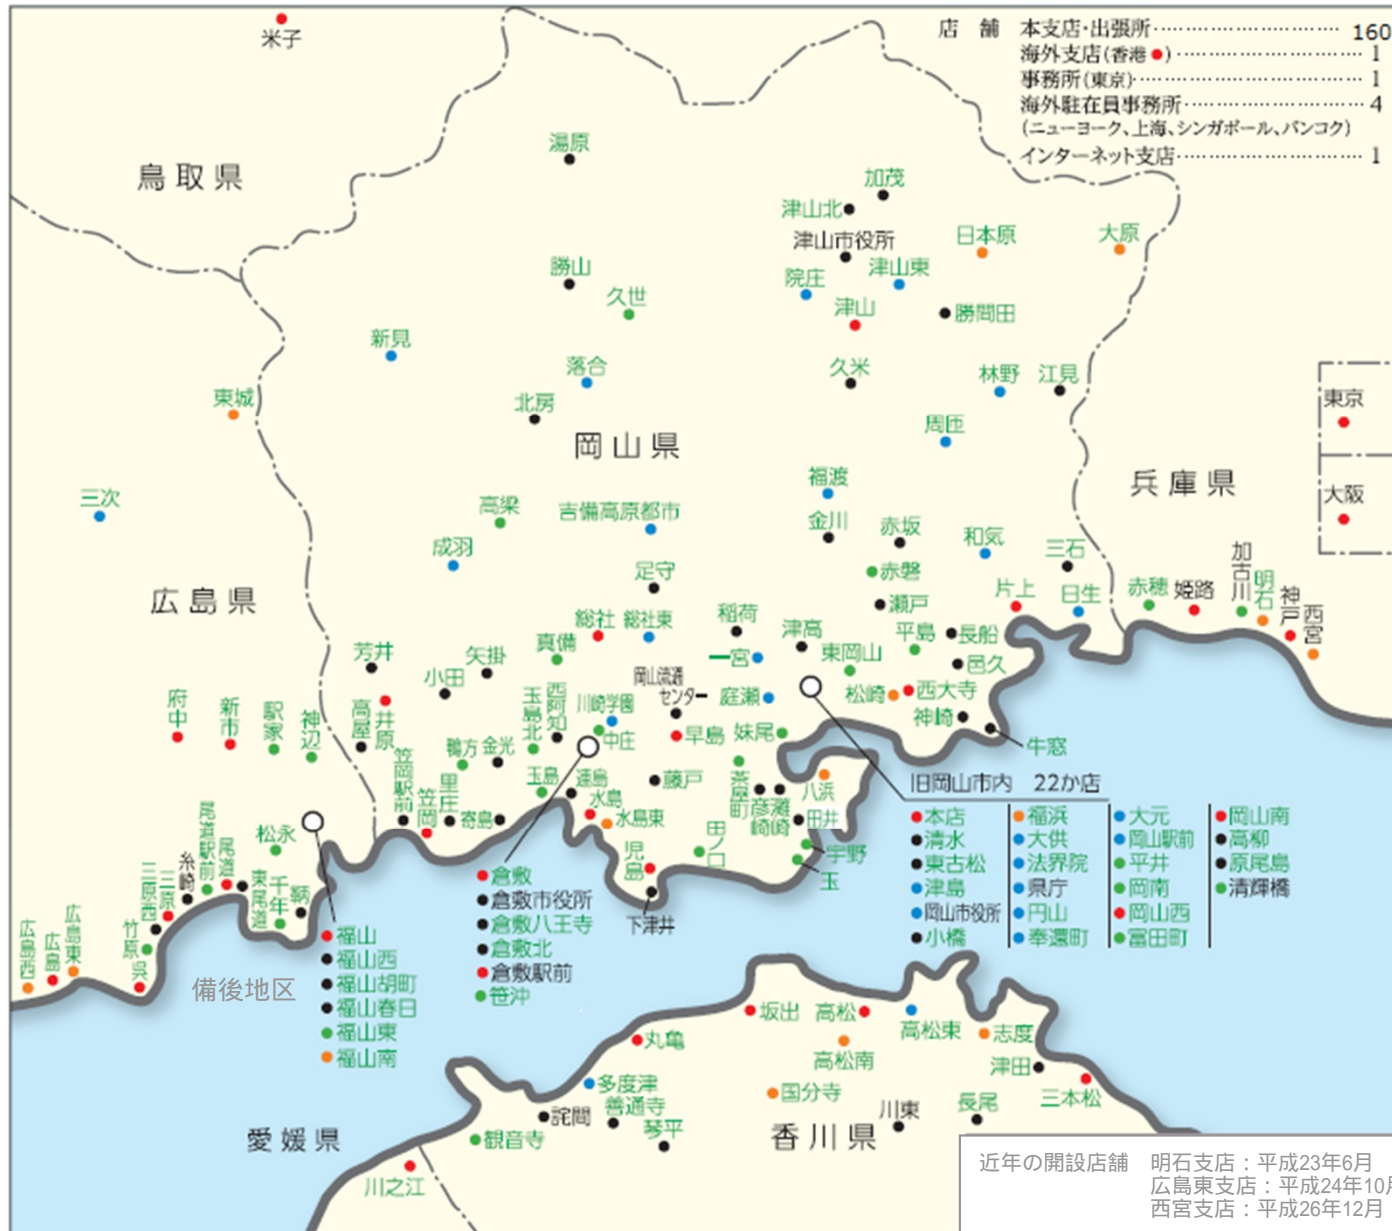 店 舗 本支店・出張所 160
海外支店(香港●) 1
事務所(東京) 1
海外駐在員事務所 4
(ニューヨーク、上海、シンガポール、バンコク)
インターネット支店 1
米子
鳥取県
湯原
加茂
津山北
津山市役所
日本原
大原
勝山
院庄
津山東
久世
津山
勝間田
新見
落合
久米
林野
江見
東城
北房
東京
周匝
岡山県
兵庫県
大阪
三次
福渡
高梁
吉備高原都市
金川
赤坂
和気
成羽
三石
足守
赤磐
加古川
明石
広島県
瀬戸
片上
日生
赤穂
姫路
神戸
西宮
総社
総社東
稲荷
津高
平島
長船
真備
一宮
東岡山
邑久
芳井
矢掛
小田
岡山流通
センター
庭瀬
松崎
西大寺
神崎
牛窓
府中
新市
駅家
神辺
高屋
井原
玉島北
西阿知
川崎学園
中庄
早島
妹尾
鴨方
金光
笠岡駅前
笠岡
里庄
寄島
玉島
連島
水島
水島東
藤戸
茶屋町
彦崎
灘崎
八浜
田井
旧岡山市内 22か店
尾道駅前
尾道
松永
児島
田ノ口
宇野
玉
糸崎
三原西
三原
東尾道
千年
鞆
下津井
広島西
広島
広島東
竹原
呉
備後地区
本店
清水
東古松
津島
岡山市役所
小橋
福浜
大供
法界院
県庁
円山
奉還町
大元
岡山駅前
平井
岡南
岡山西
富田町
岡山南
高柳
原尾島
清輝橋
倉敷
倉敷市役所
倉敷八王寺
倉敷北
倉敷駅前
笹沖
福山
福山西
福山胡町
福山春日
福山東
福山南
坂出
高松
高松東
志度
丸亀
高松南
津田
多度津
国分寺
三本松
善通寺
詫間
川東
長尾
観音寺
琴平
愛媛県
香川県
川之江
近年の開設店舗 明石支店：平成23年6月
広島東支店：平成24年10月
西宮支店：平成26年12月